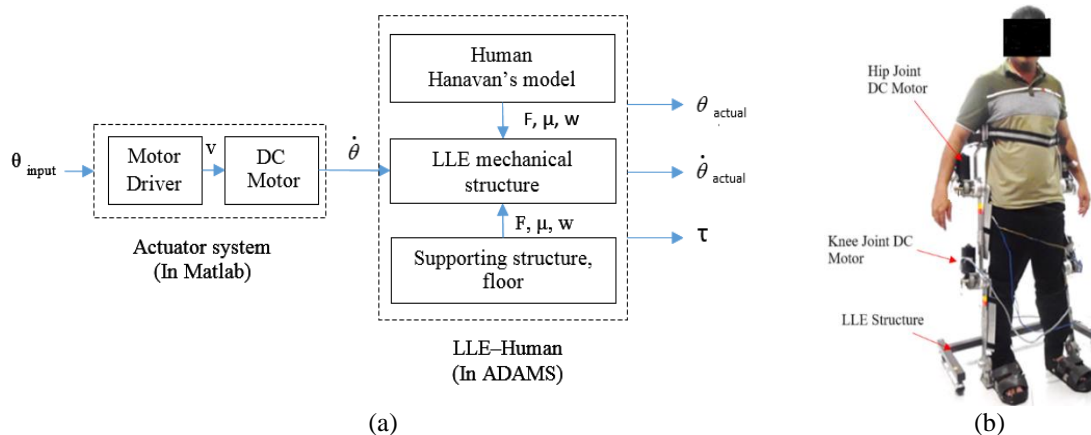 Human
Hanavan's model
θ actual
F, μ, w
θ input
Motor
Driver
V
DC
Motor
θ̇
LLE mechanical
structure
θ̇ actual
F, μ, w
τ
Supporting structure,
floor
Actuator system
(In Matlab)
LLE–Human
(In ADAMS)
(a)
Hip Joint
DC Motor
Knee Joint DC
Motor
LLE Structure
(b)